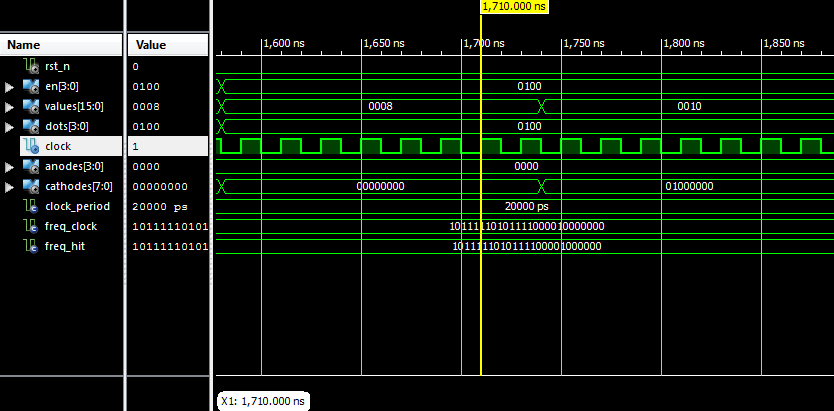 1,710.000 ns
Name Value 1,600 ns 1,650 ns 1,700 ns 1,750 ns 1,800 ns 1,850 ns
rst_n 0
en[3:0] 0100 0100
values[15:0] 0008 0008 0010
dots[3:0] 0100 0100
clock 1
anodes[3:0] 0000 0000
cathodes[7:0] 00000000 00000000 01000000
clock_period 20000 ps 20000 ps
freq_clock 10111110101 10111110101111000010000000
freq_hit 10111110101 1011111010111100001000000
X1: 1,710.000 ns